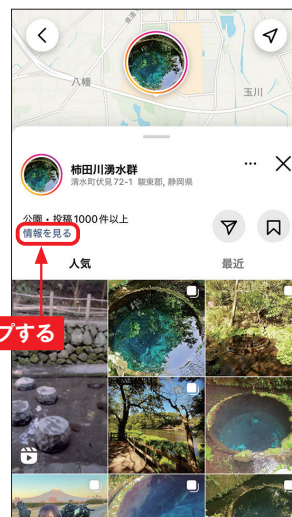 八幡
玉川
柿田川湧水群
清水町伏見72-1 駿東郡, 静岡県
公園・投稿1000件以上
情報を見る
人気
最近
プする